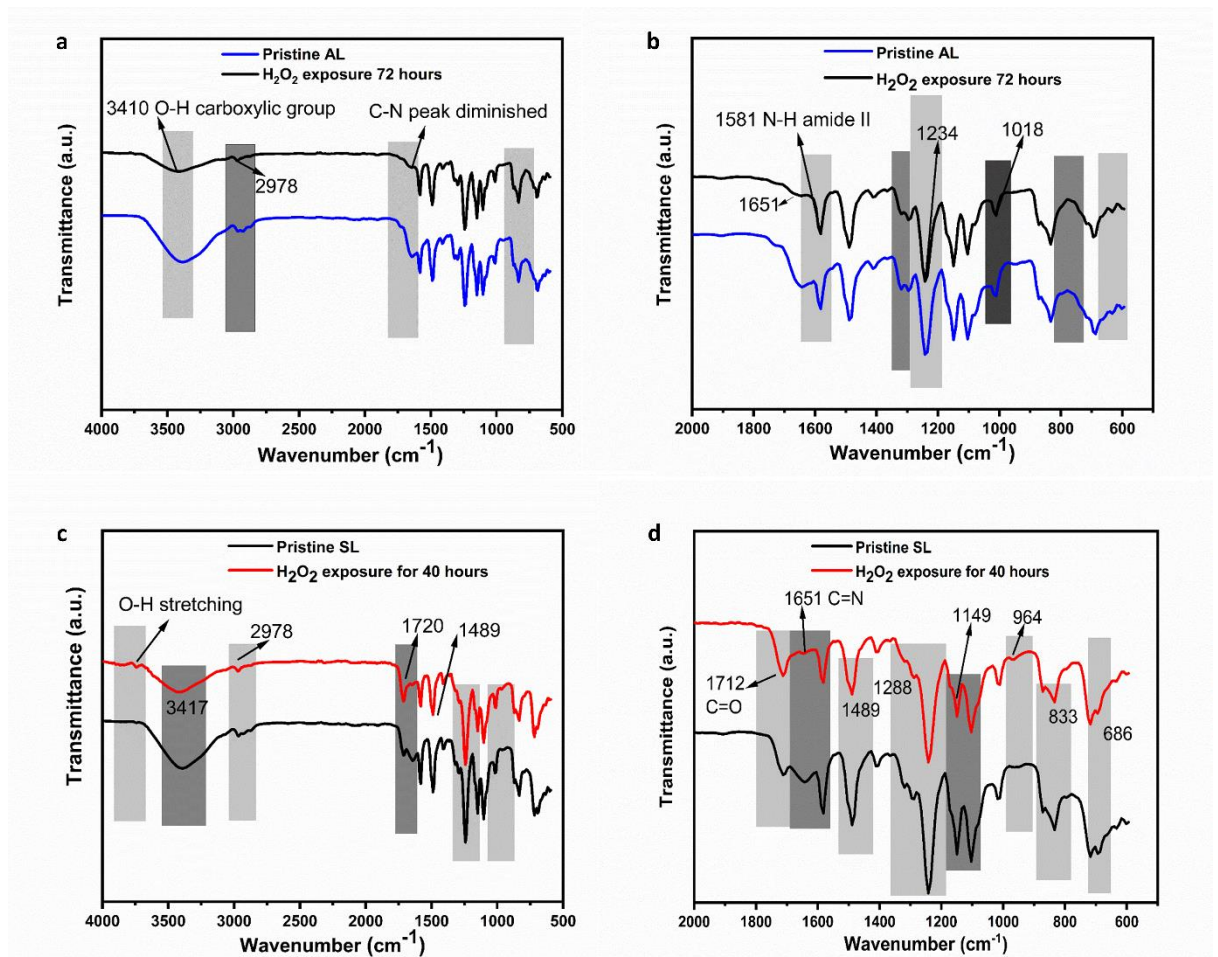 a
Pristine AL
H₂O₂ exposure 72 hours
3410 O-H carboxylic group
C-N peak diminished
2978
Transmittance (a.u.)
4000 3500 3000 2500 2000 1500 1000 500
Wavenumber (cm⁻¹)
b
Pristine AL
H₂O₂ exposure 72 hours
1581 N-H amide II
1234
1018
1651
Transmittance (a.u.)
2000 1800 1600 1400 1200 1000 800 600
Wavenumber (cm⁻¹)
c
Pristine SL
H₂O₂ exposure for 40 hours
O-H stretching
2978
1720
1489
3417
Transmittance (a.u.)
4000 3500 3000 2500 2000 1500 1000 500
Wavenumber (cm⁻¹)
d
Pristine SL
H₂O₂ exposure for 40 hours
1651 C=N
1149
964
1712
C=O
1489
1288
833
686
Transmittance (a.u.)
2000 1800 1600 1400 1200 1000 800 600
Wavenumber (cm⁻¹)